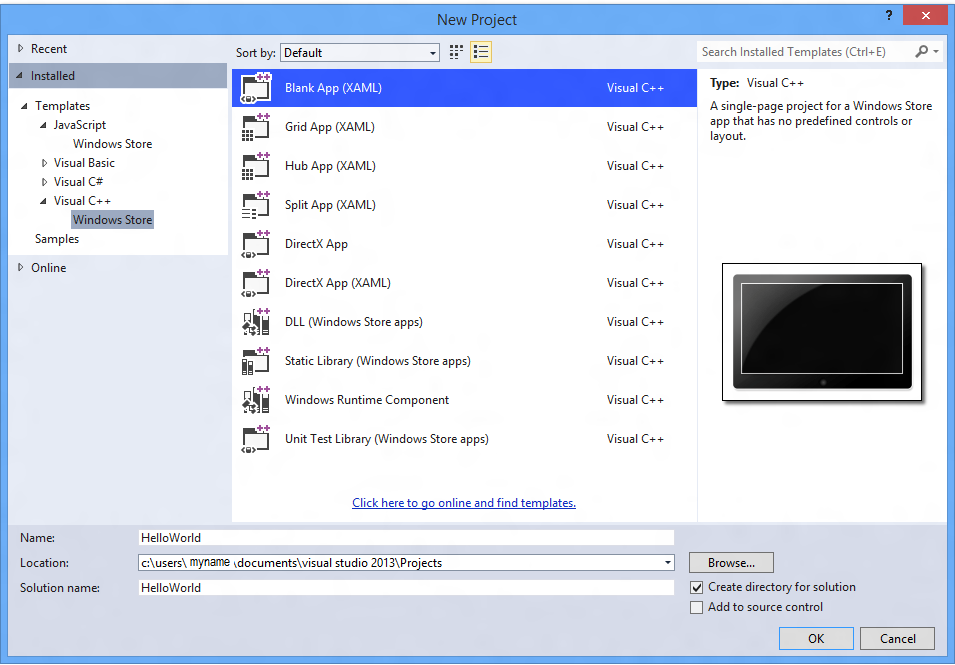 New Project
?
Recent
Sort by: Default
Search Installed Templates (Ctrl+E)
Installed
Templates
JavaScript
Windows Store
Visual Basic
Visual C#
Visual C++
Windows Store
Samples
Online
Blank App (XAML) Visual C++
Grid App (XAML) Visual C++
Hub App (XAML) Visual C++
Split App (XAML) Visual C++
DirectX App Visual C++
DirectX App (XAML) Visual C++
DLL (Windows Store apps) Visual C++
Static Library (Windows Store apps) Visual C++
Windows Runtime Component Visual C++
Unit Test Library (Windows Store apps) Visual C++
Click here to go online and find templates.
Type: Visual C++
A single-page project for a Windows Store
app that has no predefined controls or
layout.
Name: HelloWorld
Location: c:\users\ myname \documents\visual studio 2013\Projects
Browse...
Solution name: HelloWorld
Create directory for solution
Add to source control
OK Cancel